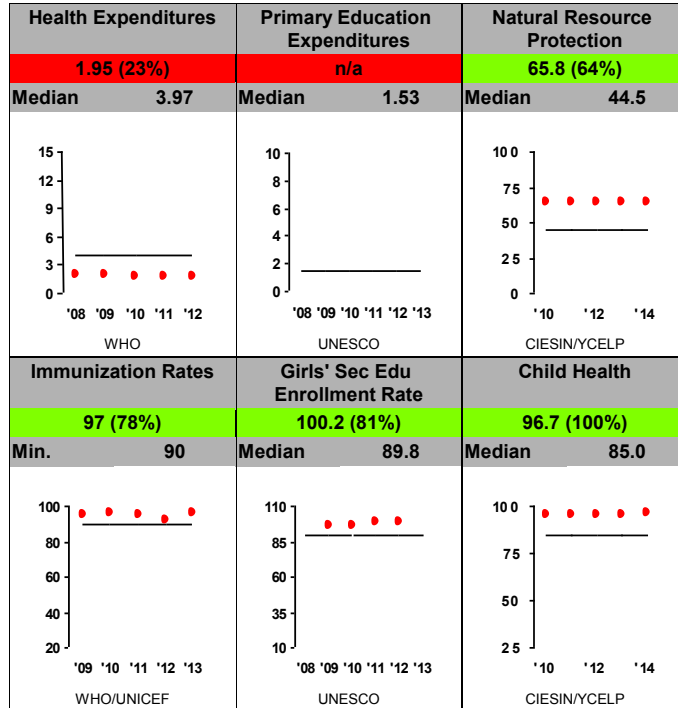 Health Expenditures
1.95 (23%)
Median 3.97
15
12
9
6
3
0
'08 '09 '10 '11 '12
WHO
Primary Education
Expenditures
n/a
Median 1.53
10
8
6
4
2
0
'08 '09 '10 '11 '12 '13
UNESCO
Natural Resource
Protection
65.8 (64%)
Median 44.5
100
75
50
25
0
'10 '12 '14
CIESIN/YCELP
Immunization Rates
97 (78%)
Min. 90
100
80
60
40
20
'09 '10 '11 '12 '13
WHO/UNICEF
Girls' Sec Edu
Enrollment Rate
100.2 (81%)
Median 89.8
110
85
60
35
10
'08 '09 '10 '11 '12 '13
UNESCO
Child Health
96.7 (100%)
Median 85.0
100
75
50
25
'10 '12 '14
CIESIN/YCELP